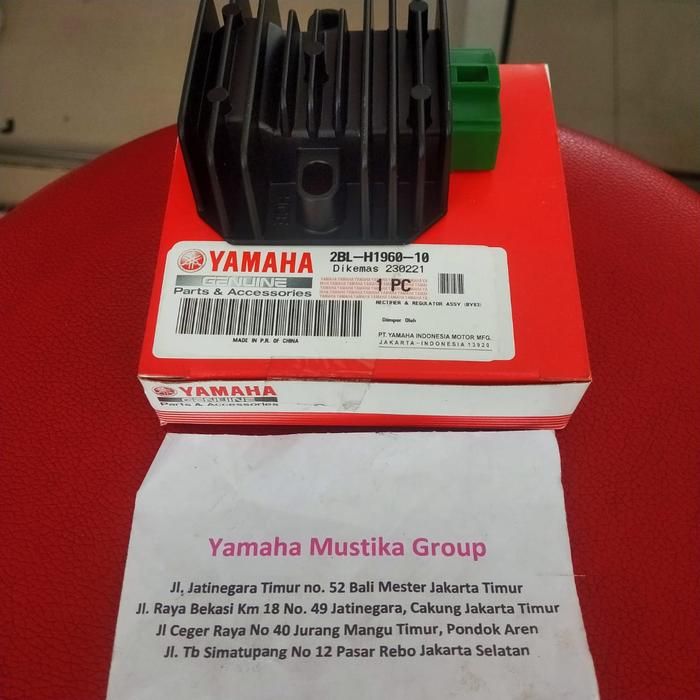 YAMAHA
GENUINE
Parts & Accessories
2BL-H1960-10
Dikemas 230221
1 PC
RECTIFIER & REGULATOR ASSY (BY83)
Diimpor Oleh
PT. YAMAHA INDONESIA MOTOR MFG.
JAKARTA-INDONESIA 13920
MADE IN P.R. OF CHINA
YAMAHA
GENUINE
Parts & Accessories
Yamaha Mustika Group
Jl. Jatinegara Timur no. 52 Bali Mester Jakarta Timur
Jl. Raya Bekasi Km 18 No. 49 Jatinegara, Cakung Jakarta Timur
Jl Ceger Raya No 40 Jurang Mangu Timur, Pondok Aren
Jl. Tb Simatupang No 12 Pasar Rebo Jakarta Selatan